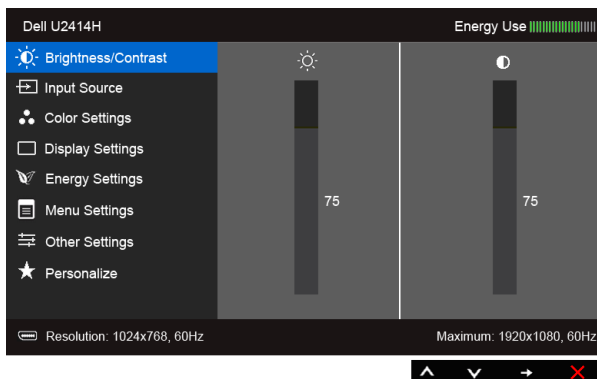 Dell U2414H Energy Use
Brightness/Contrast
Input Source
Color Settings
Display Settings
Energy Settings
Menu Settings
75 75
Other Settings
Personalize
Resolution: 1024x768, 60Hz Maximum: 1920x1080, 60Hz